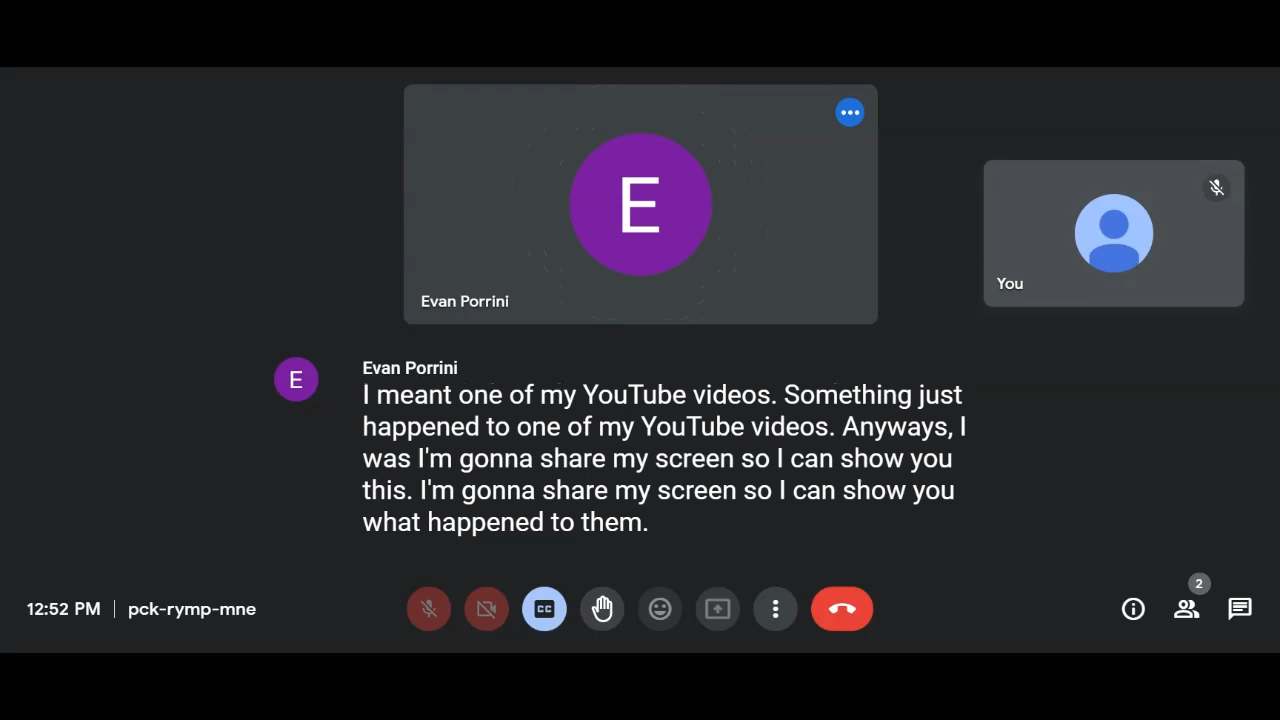 E
Evan Porrini
You
E
Evan Porrini
I meant one of my YouTube videos. Something just
happened to one of my YouTube videos. Anyways, I
was I'm gonna share my screen so I can show you
this. I'm gonna share my screen so I can show you
what happened to them.
2
12:52 PM | pck-rymp-mne
CC